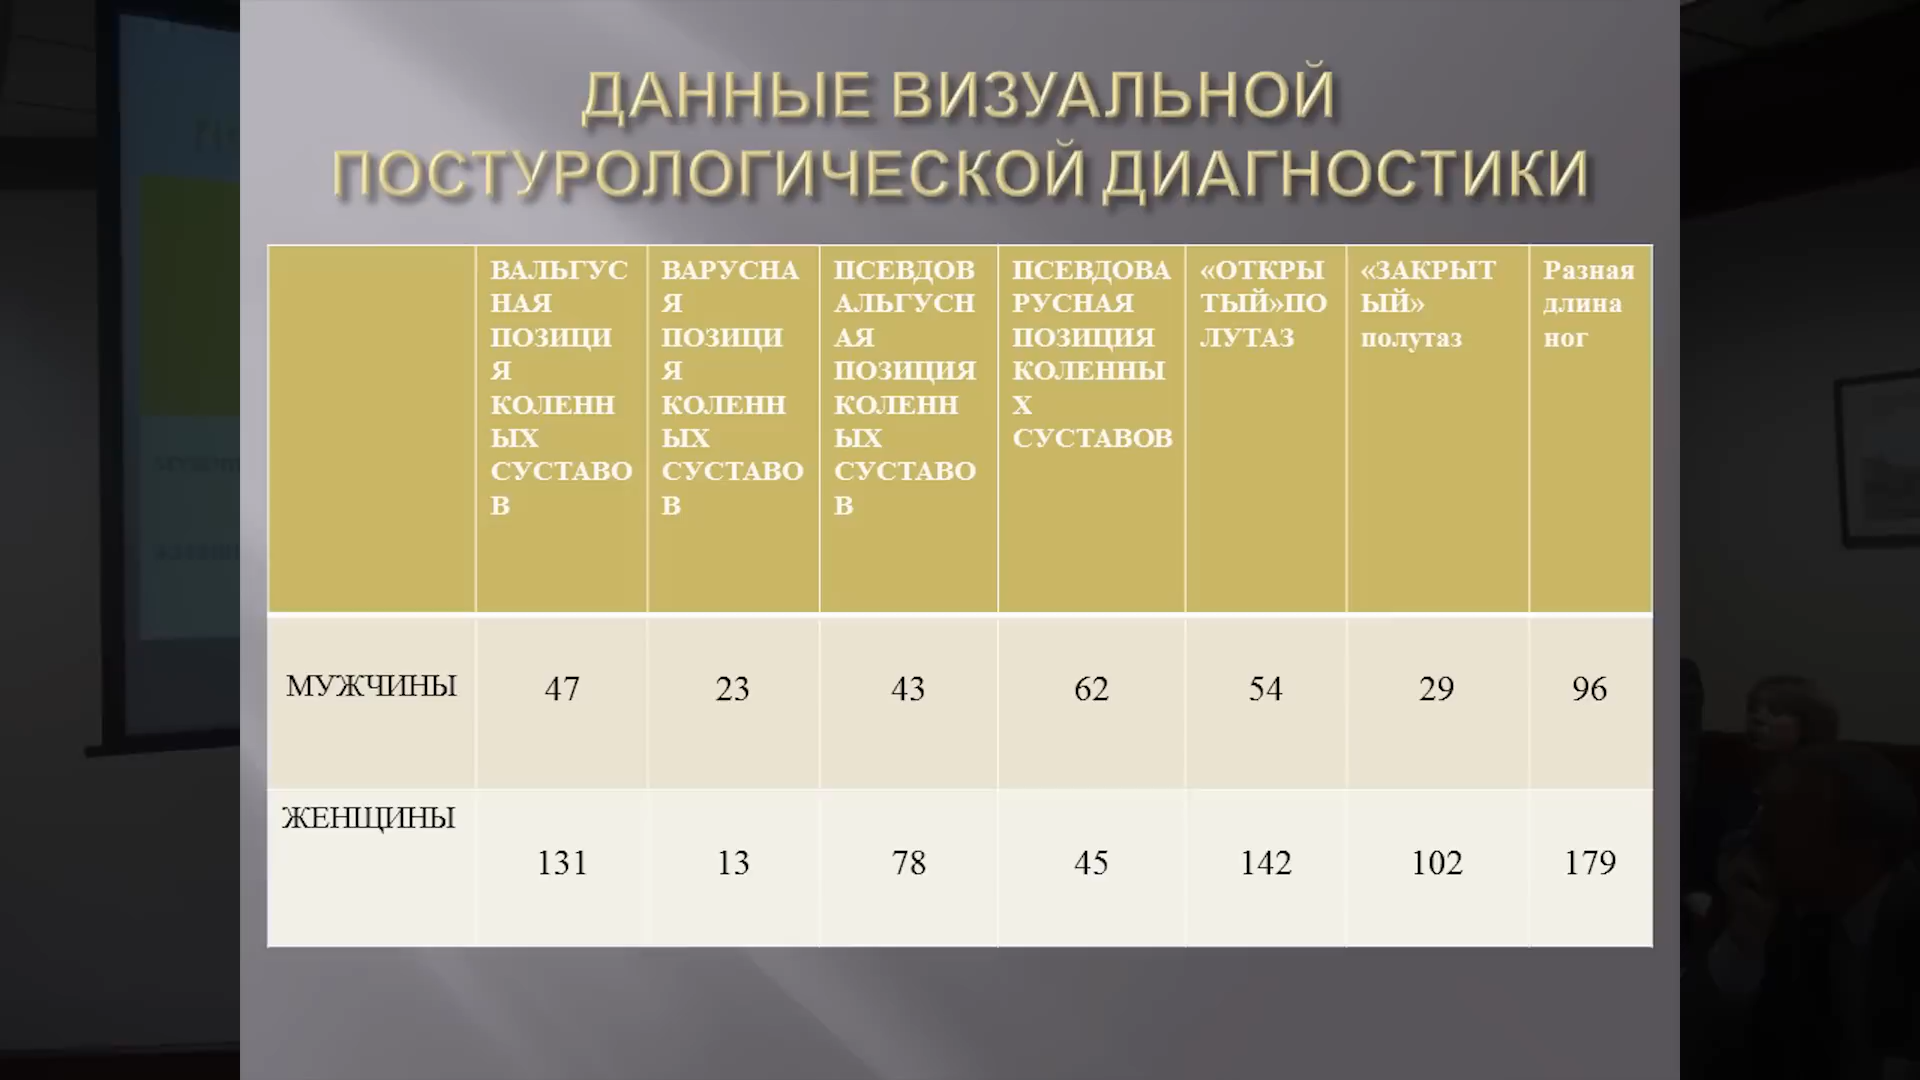 ДАННЫЕ ВИЗУАЛЬНОЙ
ПОСТУРОЛОГИЧЕСКОЙ ДИАГНОСТИКИ
ВАЛЬГУС
НАЯ
ПОЗИЦИ
Я
КОЛЕНН
ЫХ
СУСТАВО
В
ВАРУСНА
Я
ПОЗИЦИ
Я
КОЛЕНН
ЫХ
СУСТАВО
В
ПСЕВДОВ
АЛЬГУСН
АЯ
ПОЗИЦИЯ
КОЛЕНН
ЫХ
СУСТАВО
В
ПСЕВДОВА
РУСНАЯ
ПОЗИЦИЯ
КОЛЕННЫ
Х
СУСТАВОВ
«ОТКРЫ
ТЫЙ»ПО
ЛУТАЗ
«ЗАКРЫТ
ЫЙ»
полутаз
Разная
длина
ног
МУЖЧИНЫ 47 23 43 62 54 29 96
ЖЕНЩИНЫ 131 13 78 45 142 102 179